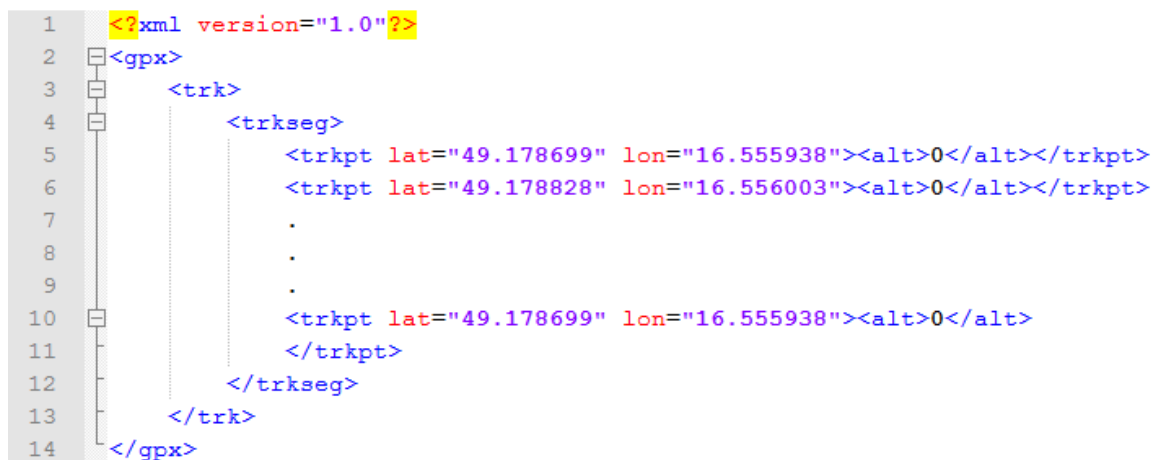 1 <?xml version="1.0"?>
2 <gpx>
3 <trk>
4 <trkseg>
5 <trkpt lat="49.178699" lon="16.555938"><alt>0</alt></trkpt>
6 <trkpt lat="49.178828" lon="16.556003"><alt>0</alt></trkpt>
7 .
8 .
9 .
10 <trkpt lat="49.178699" lon="16.555938"><alt>0</alt>
11 </trkpt>
12 </trkseg>
13 </trk>
14 </gpx>